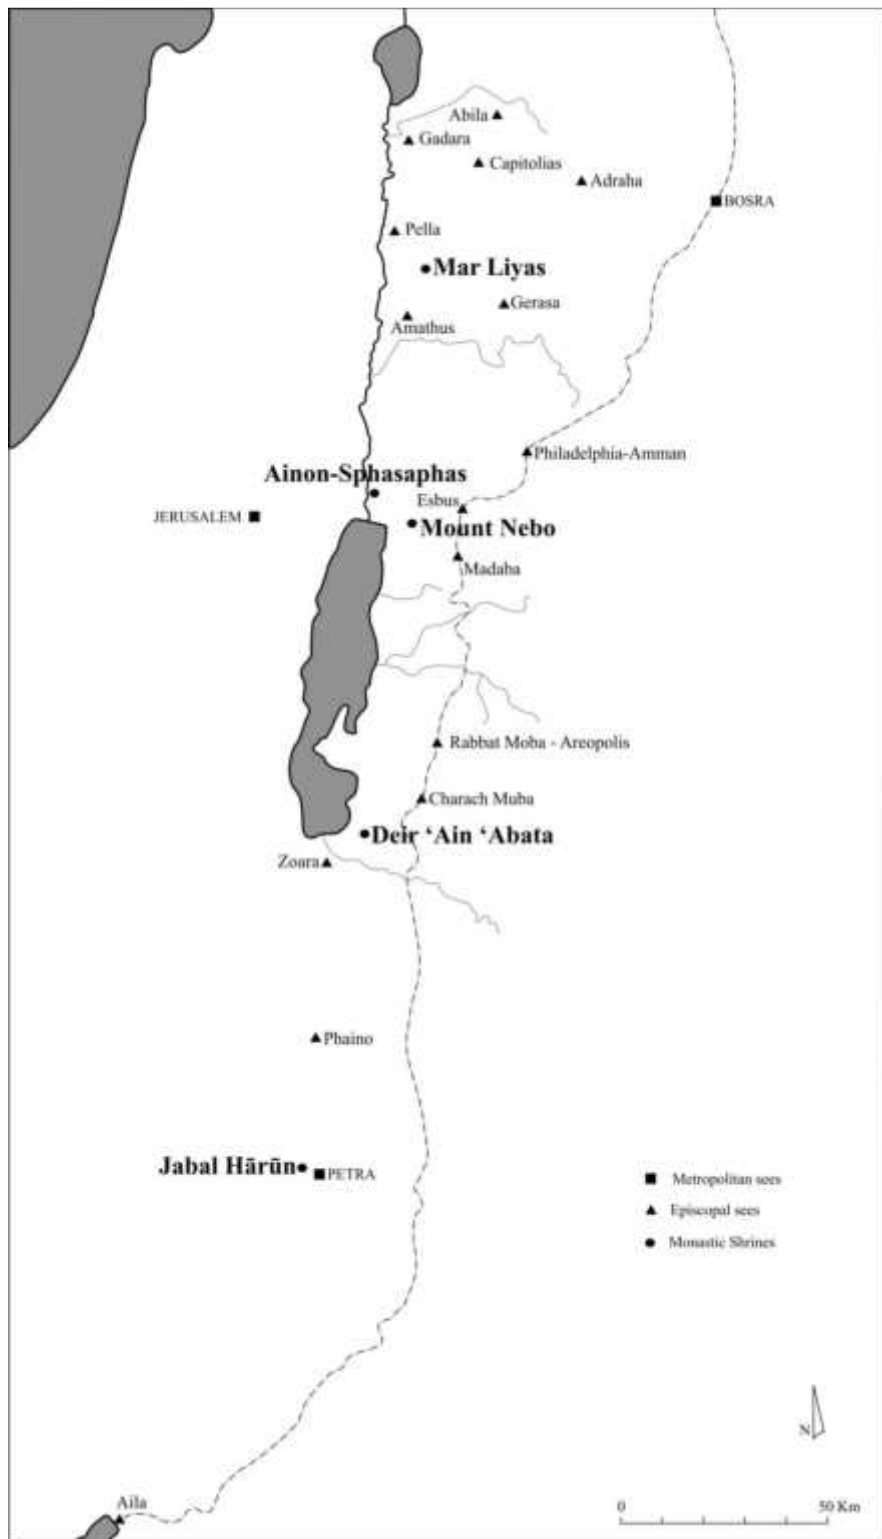 Abila
Gadara
Capitolias
Adraha
BOSRA
Pella
Mar Liyas
Gerasa
Amathus
Philadelphia-Amman
Ainon-Sphasaphas
Esbus
JERUSALEM
Mount Nebo
Madaba
Rabbat Moba - Areopolis
Charach Muba
Deir ‘Ain ‘Abata
Zoara
Phaino
Jabal Hārūn
PETRA
Metropolitan sees
Episcopal sees
Monastic Shrines
N
Aila
0 50 Km